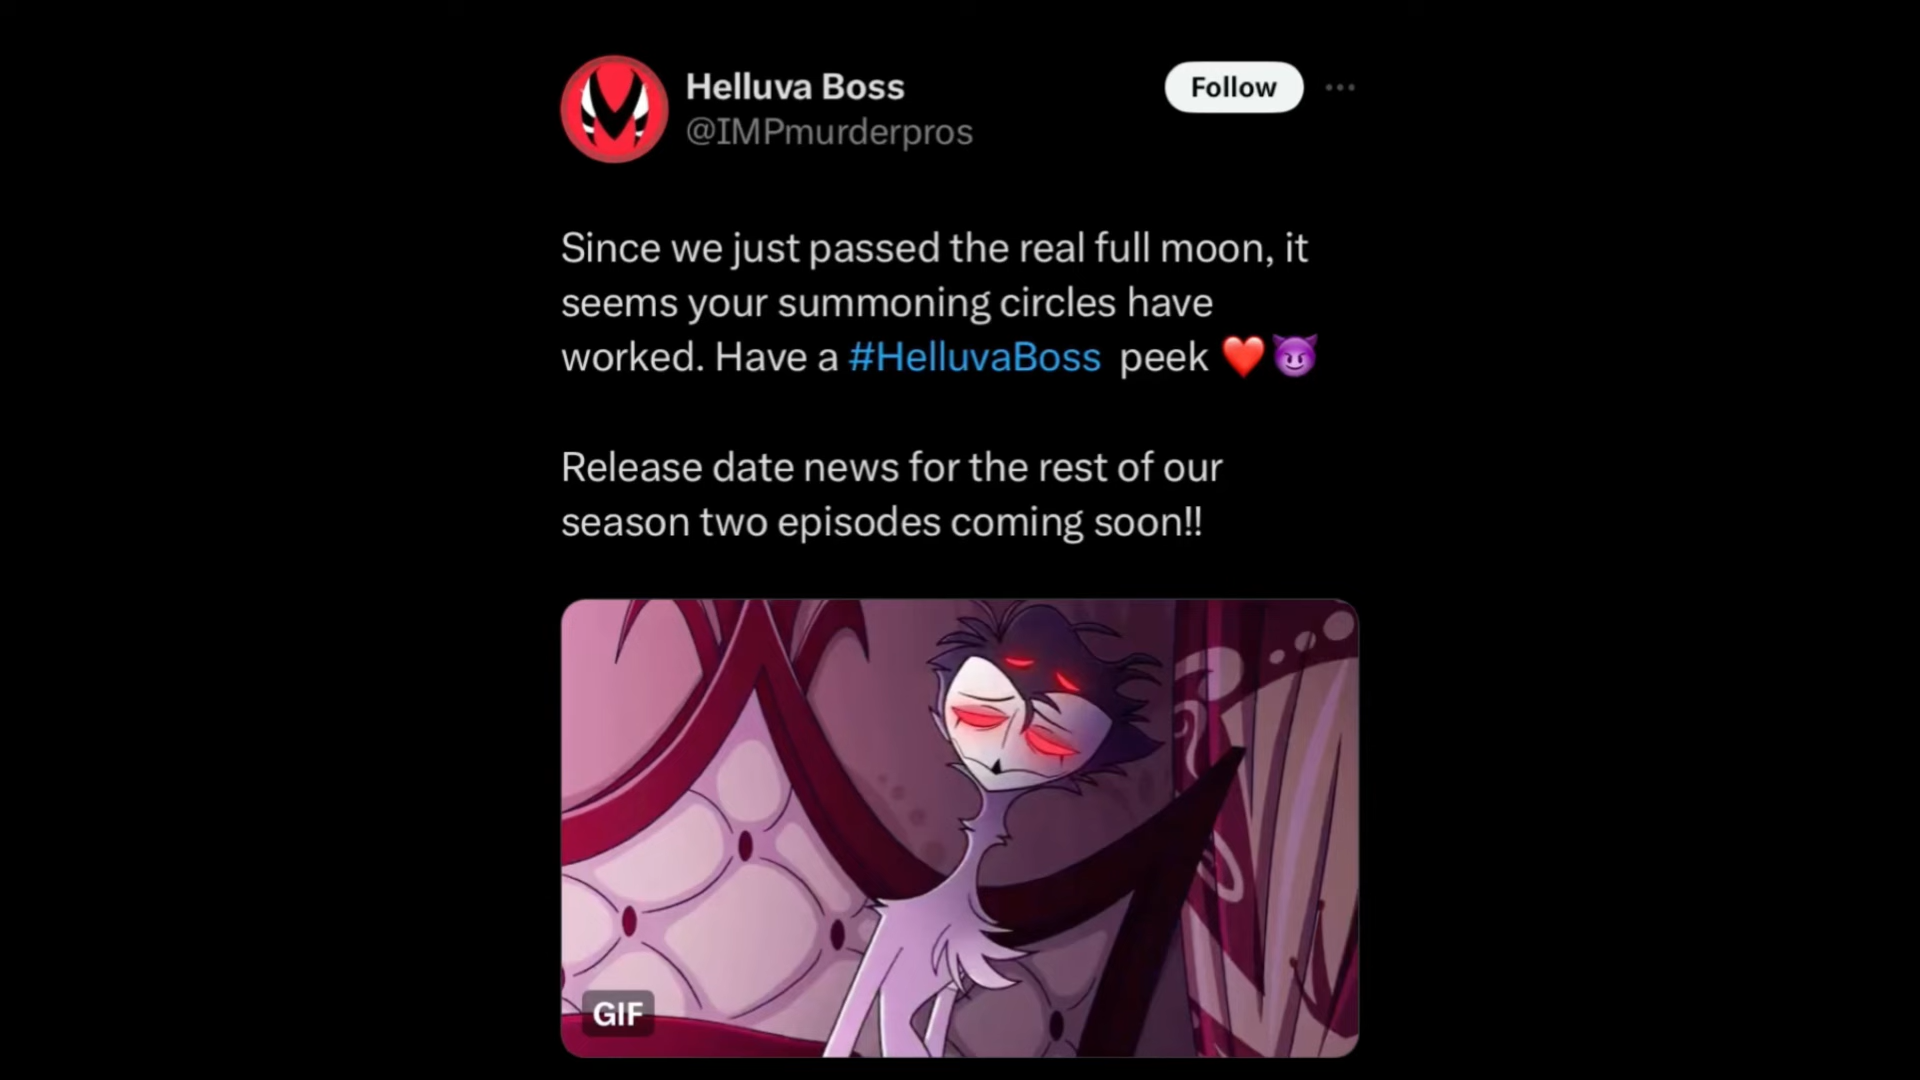 Helluva Boss
Follow
@IMPmurderpros
Since we just passed the real full moon, it
seems your summoning circles have
worked. Have a #HelluvaBoss peek ❤️😈
Release date news for the rest of our
season two episodes coming soon!!
GIF